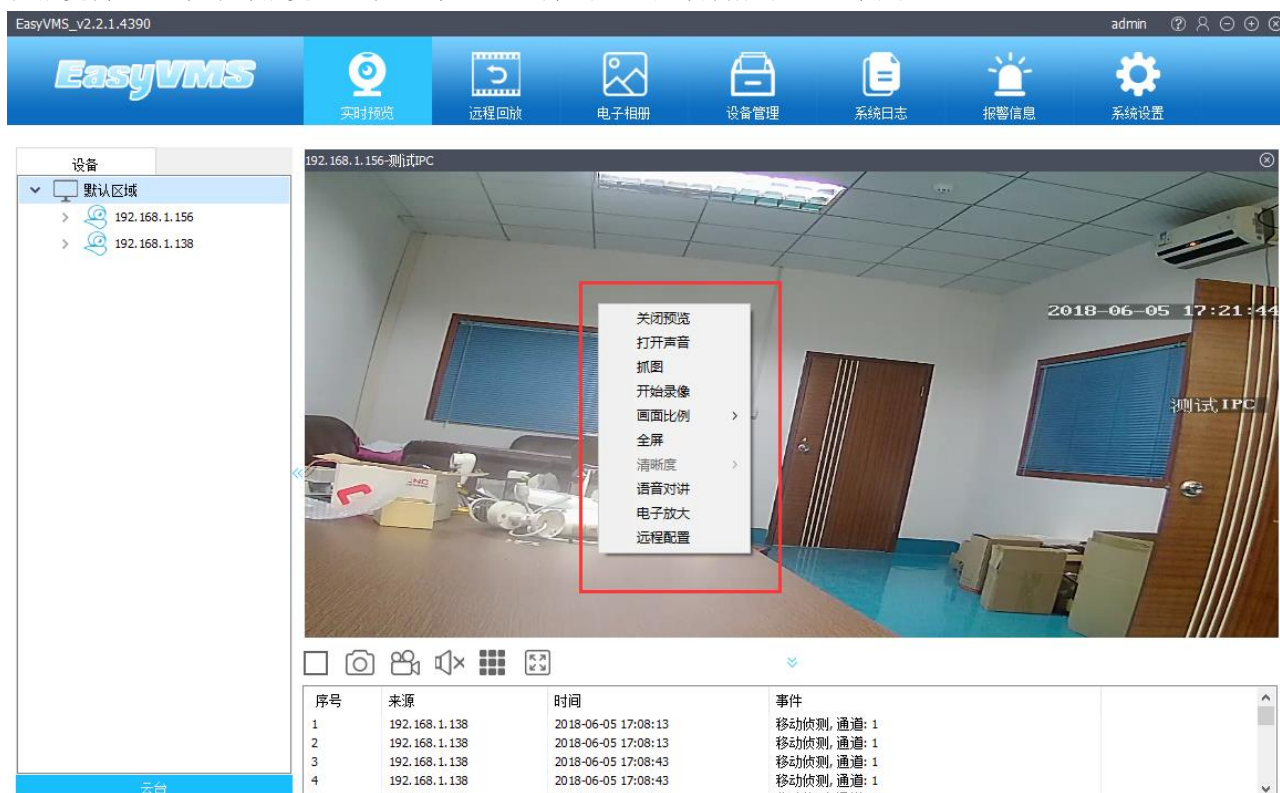 EasyVMS_v2.2.1.4390 admin
EasyVMS
实时预览 远程回放 电子相册 设备管理 系统日志 报警信息 系统设置
设备
默认区域
192.168.1.156
192.168.1.138
192.168.1.156-测试IPC
2018-06-05 17:21:44
测试IPC
关闭预览
打开声音
抓图
开始录像
画面比例
全屏
清晰度
语音对讲
电子放大
远程配置
序号 来源 时间 事件
1 192.168.1.138 2018-06-05 17:08:13 移动侦测, 通道: 1
2 192.168.1.138 2018-06-05 17:08:13 移动侦测, 通道: 1
3 192.168.1.138 2018-06-05 17:08:43 移动侦测, 通道: 1
4 192.168.1.138 2018-06-05 17:08:43 移动侦测, 通道: 1
云台